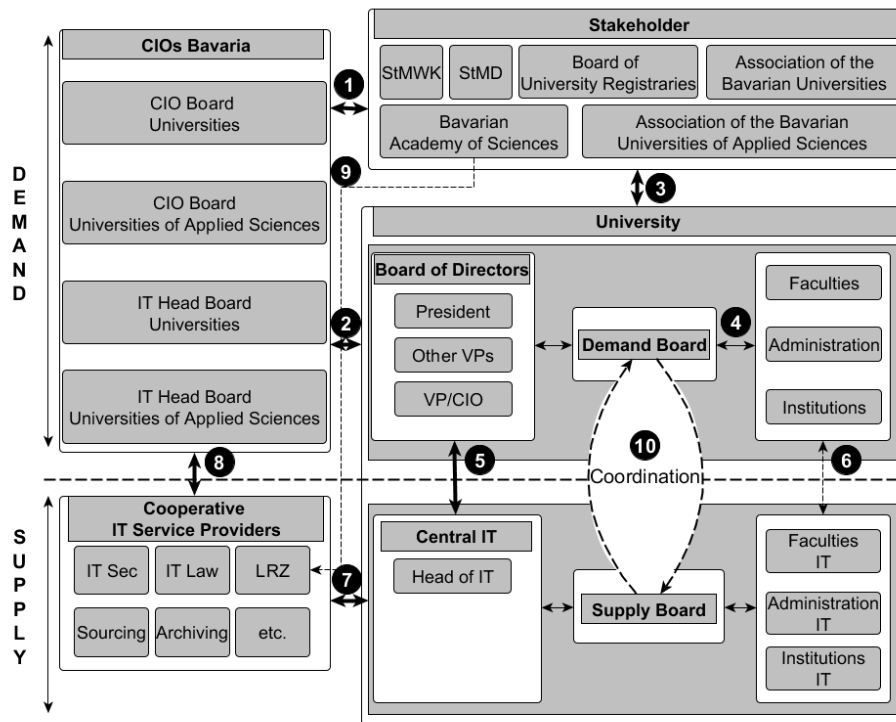 CIOs Bavaria
CIO Board
Universities
CIO Board
Universities of Applied Sciences
IT Head Board
Universities
IT Head Board
Universities of Applied Sciences
DEMAND
1
Stakeholder
StMWK
StMD
Board of
University Registraries
Association of the
Bavarian Universities
Bavarian
Academy of Sciences
Association of the Bavarian
Universities of Applied Sciences
9
3
University
2
Board of Directors
President
Other VPs
VP/CIO
Demand Board
4
Faculties
Administration
Institutions
8
5
10
Coordination
6
SUPPLY
Cooperative
IT Service Providers
IT Sec
IT Law
LRZ
Sourcing
Archiving
etc.
7
Central IT
Head of IT
Supply Board
Faculties
IT
Administration
IT
Institutions
IT